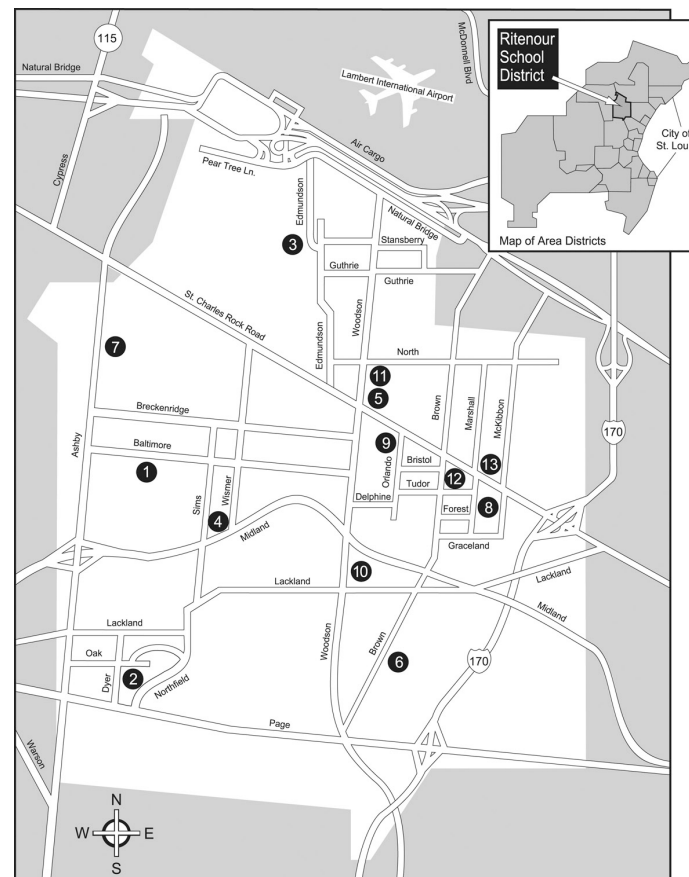 115
Natural Bridge
Cypress
McDonnell Blvd
Lambert International Airport
Air Cargo
Pear Tree Ln.
Ritenour
School
District
City of
St. Lou
Map of Area Districts
Edmundson
Natural Bridge
3
Stansberry
Guthrie
Guthrie
St. Charles Rock Road
Woodson
Edmundson
7
North
11
5
Brown
Marshall
McKibbon
170
Breckenridge
Ashby
Baltimore
9
Orlando
Bristol
Tudor
12
13
1
Sims
Wismer
Delphine
Forest
8
4
Midland
Graceland
10
Lackland
Lackland
Midland
Lackland
Oak
Dyer
2
Northfield
Woodson
Brown
6
170
Page
Warson
N
W
E
S